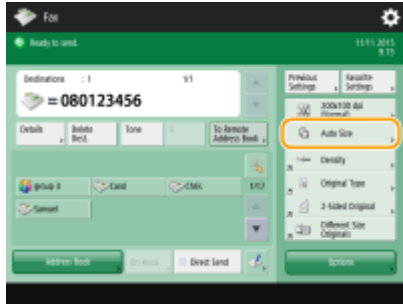 Fax
Ready to send.
11/11 2015
9:15
Destinations : 1
1/1
= 080123456
Previous Settings
Favorite Settings
200x100 dpi (Normal)
Auto Size
Details
Delete Dest.
Tone
To Remote Address Book
Density
Original Type
2-Sided Original
Different Size Originals
group 3
Carol
Chris
1/12
Samuel
Address Book
On-Hook
Direct Send
Options